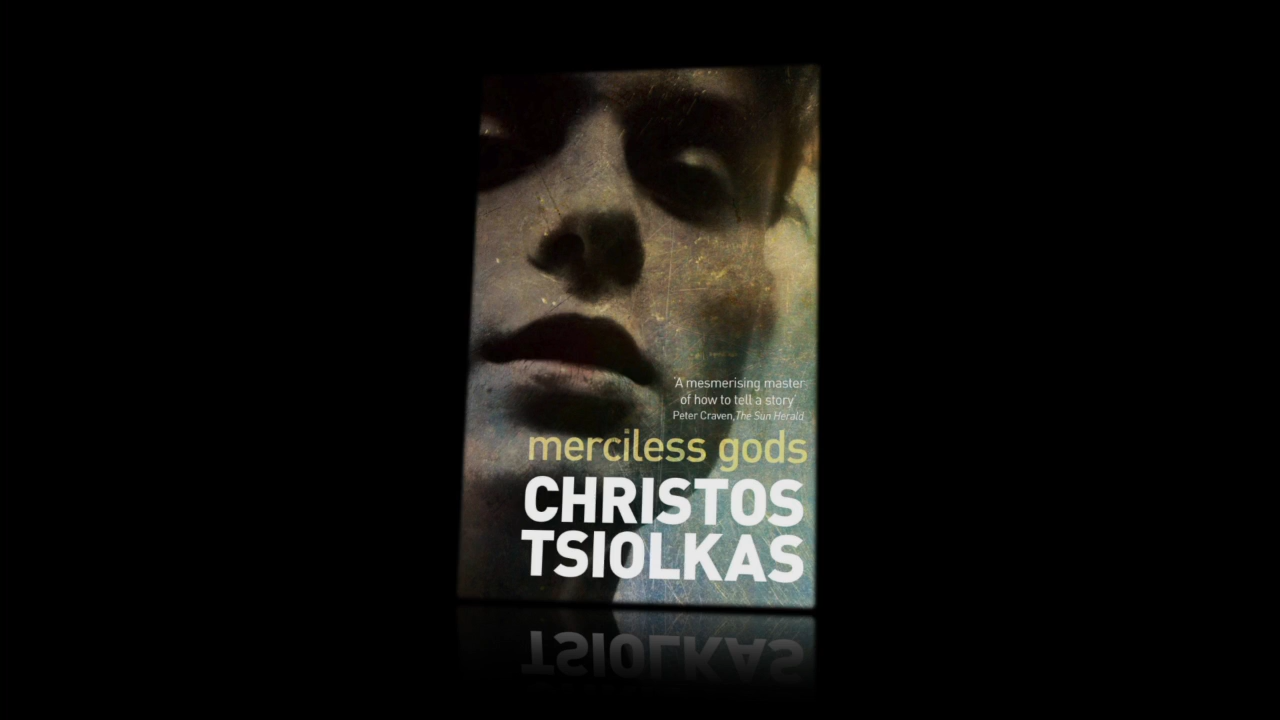 'A mesmerising master
of how to tell a story'
Peter Craven, The Sun Herald
merciless gods
CHRISTOS
TSIOLKAS